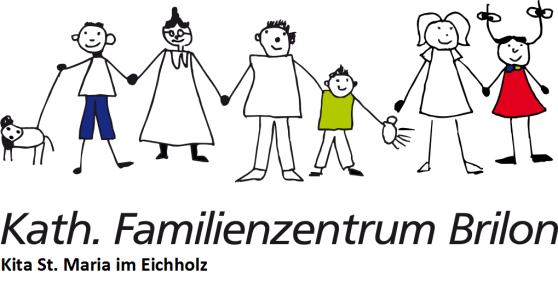 Kath. Familienzentrum Brilon
Kita St. Maria im Eichholz